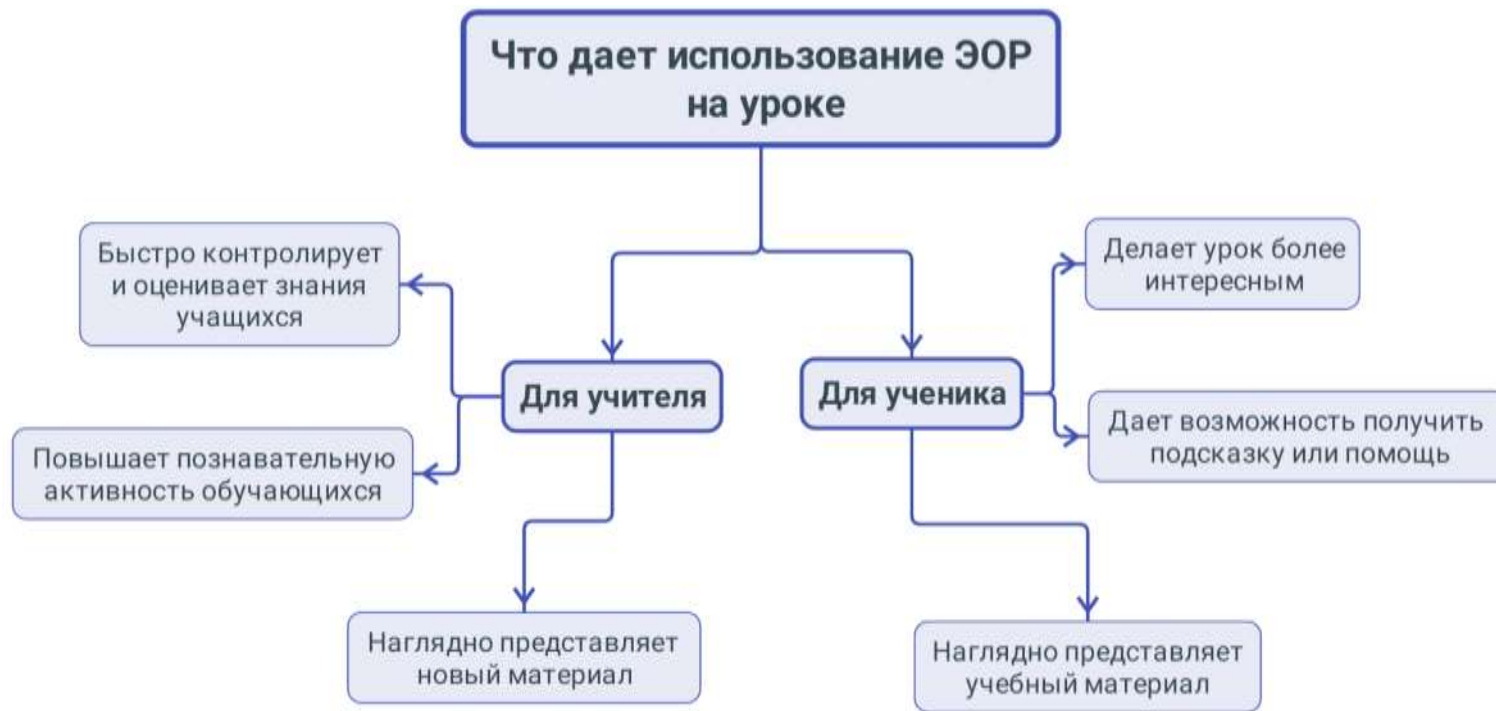 Что дает использование ЭОР
на уроке
Быстро контролирует
и оценивает знания
учащихся
Делает урок более
интересным
Для учителя
Для ученика
Повышает познавательную
активность обучающихся
Дает возможность получить
подсказку или помощь
Наглядно представляет
новый материал
Наглядно представляет
учебный материал